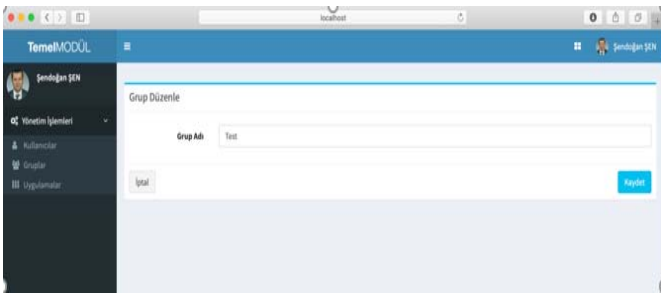 localhost
TemelMODÜL
Şendoğan ŞEN
Şendoğan ŞEN
Yönetim İşlemleri
Kullanıcılar
Gruplar
Uygulamalar
Grup Düzenle
Grup Adı
Test
İptal
Kaydet